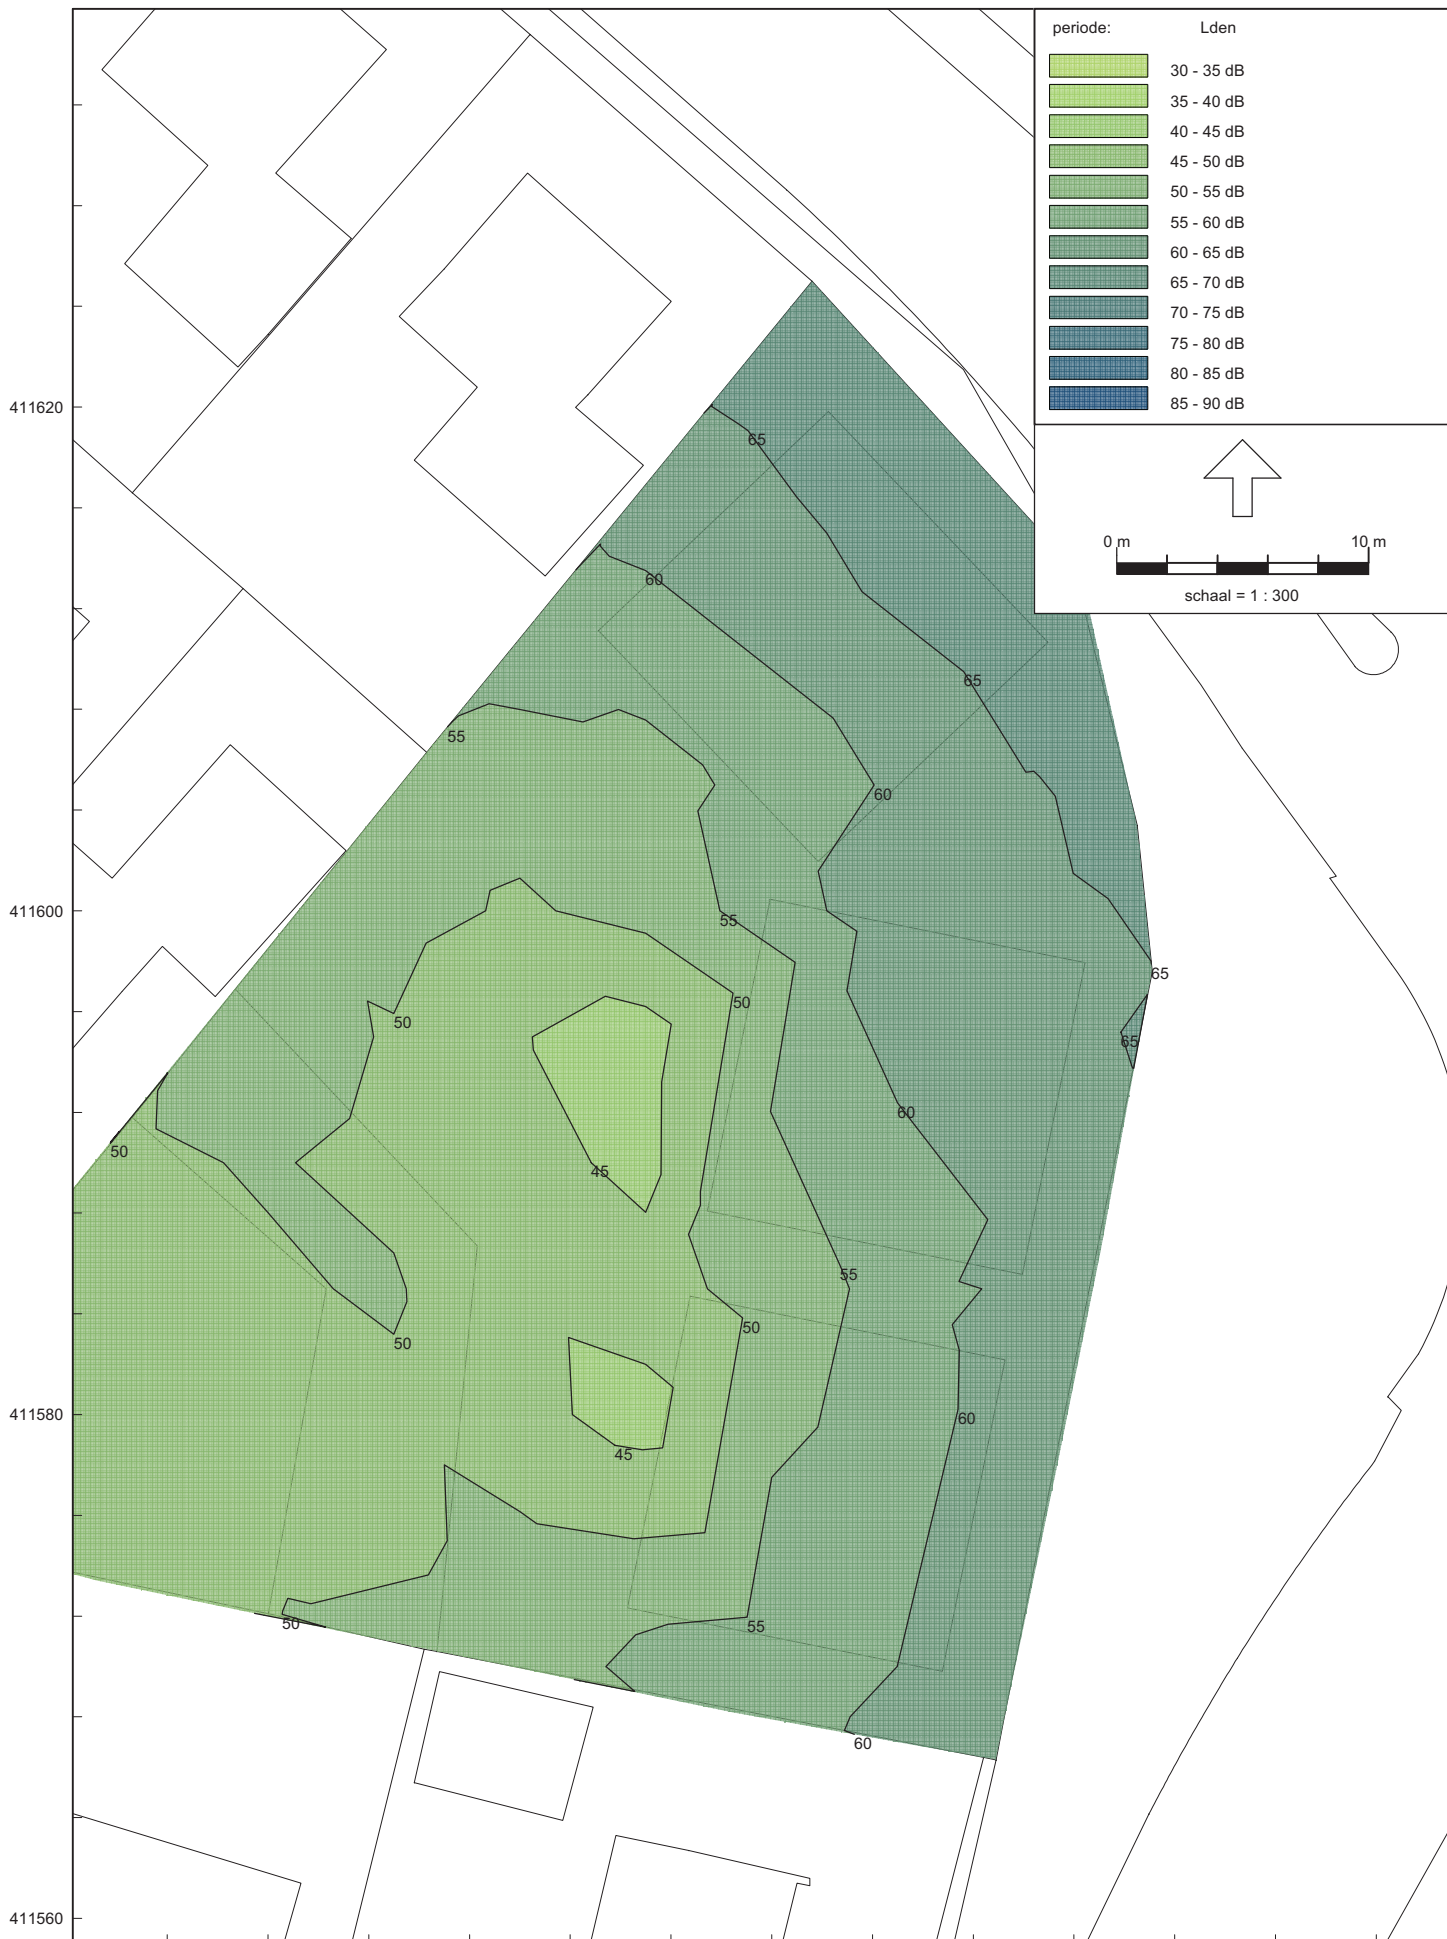 periode: Lden
30 - 35 dB
35 - 40 dB
40 - 45 dB
45 - 50 dB
50 - 55 dB
55 - 60 dB
60 - 65 dB
65 - 70 dB
70 - 75 dB
75 - 80 dB
80 - 85 dB
85 - 90 dB
411620
65
0 m 10 m
60
schaal = 1 : 300
65
55
60
411600
55
65
50
50
65
60
50
45
55
50
50
411580
60
45
50
55
60
411560